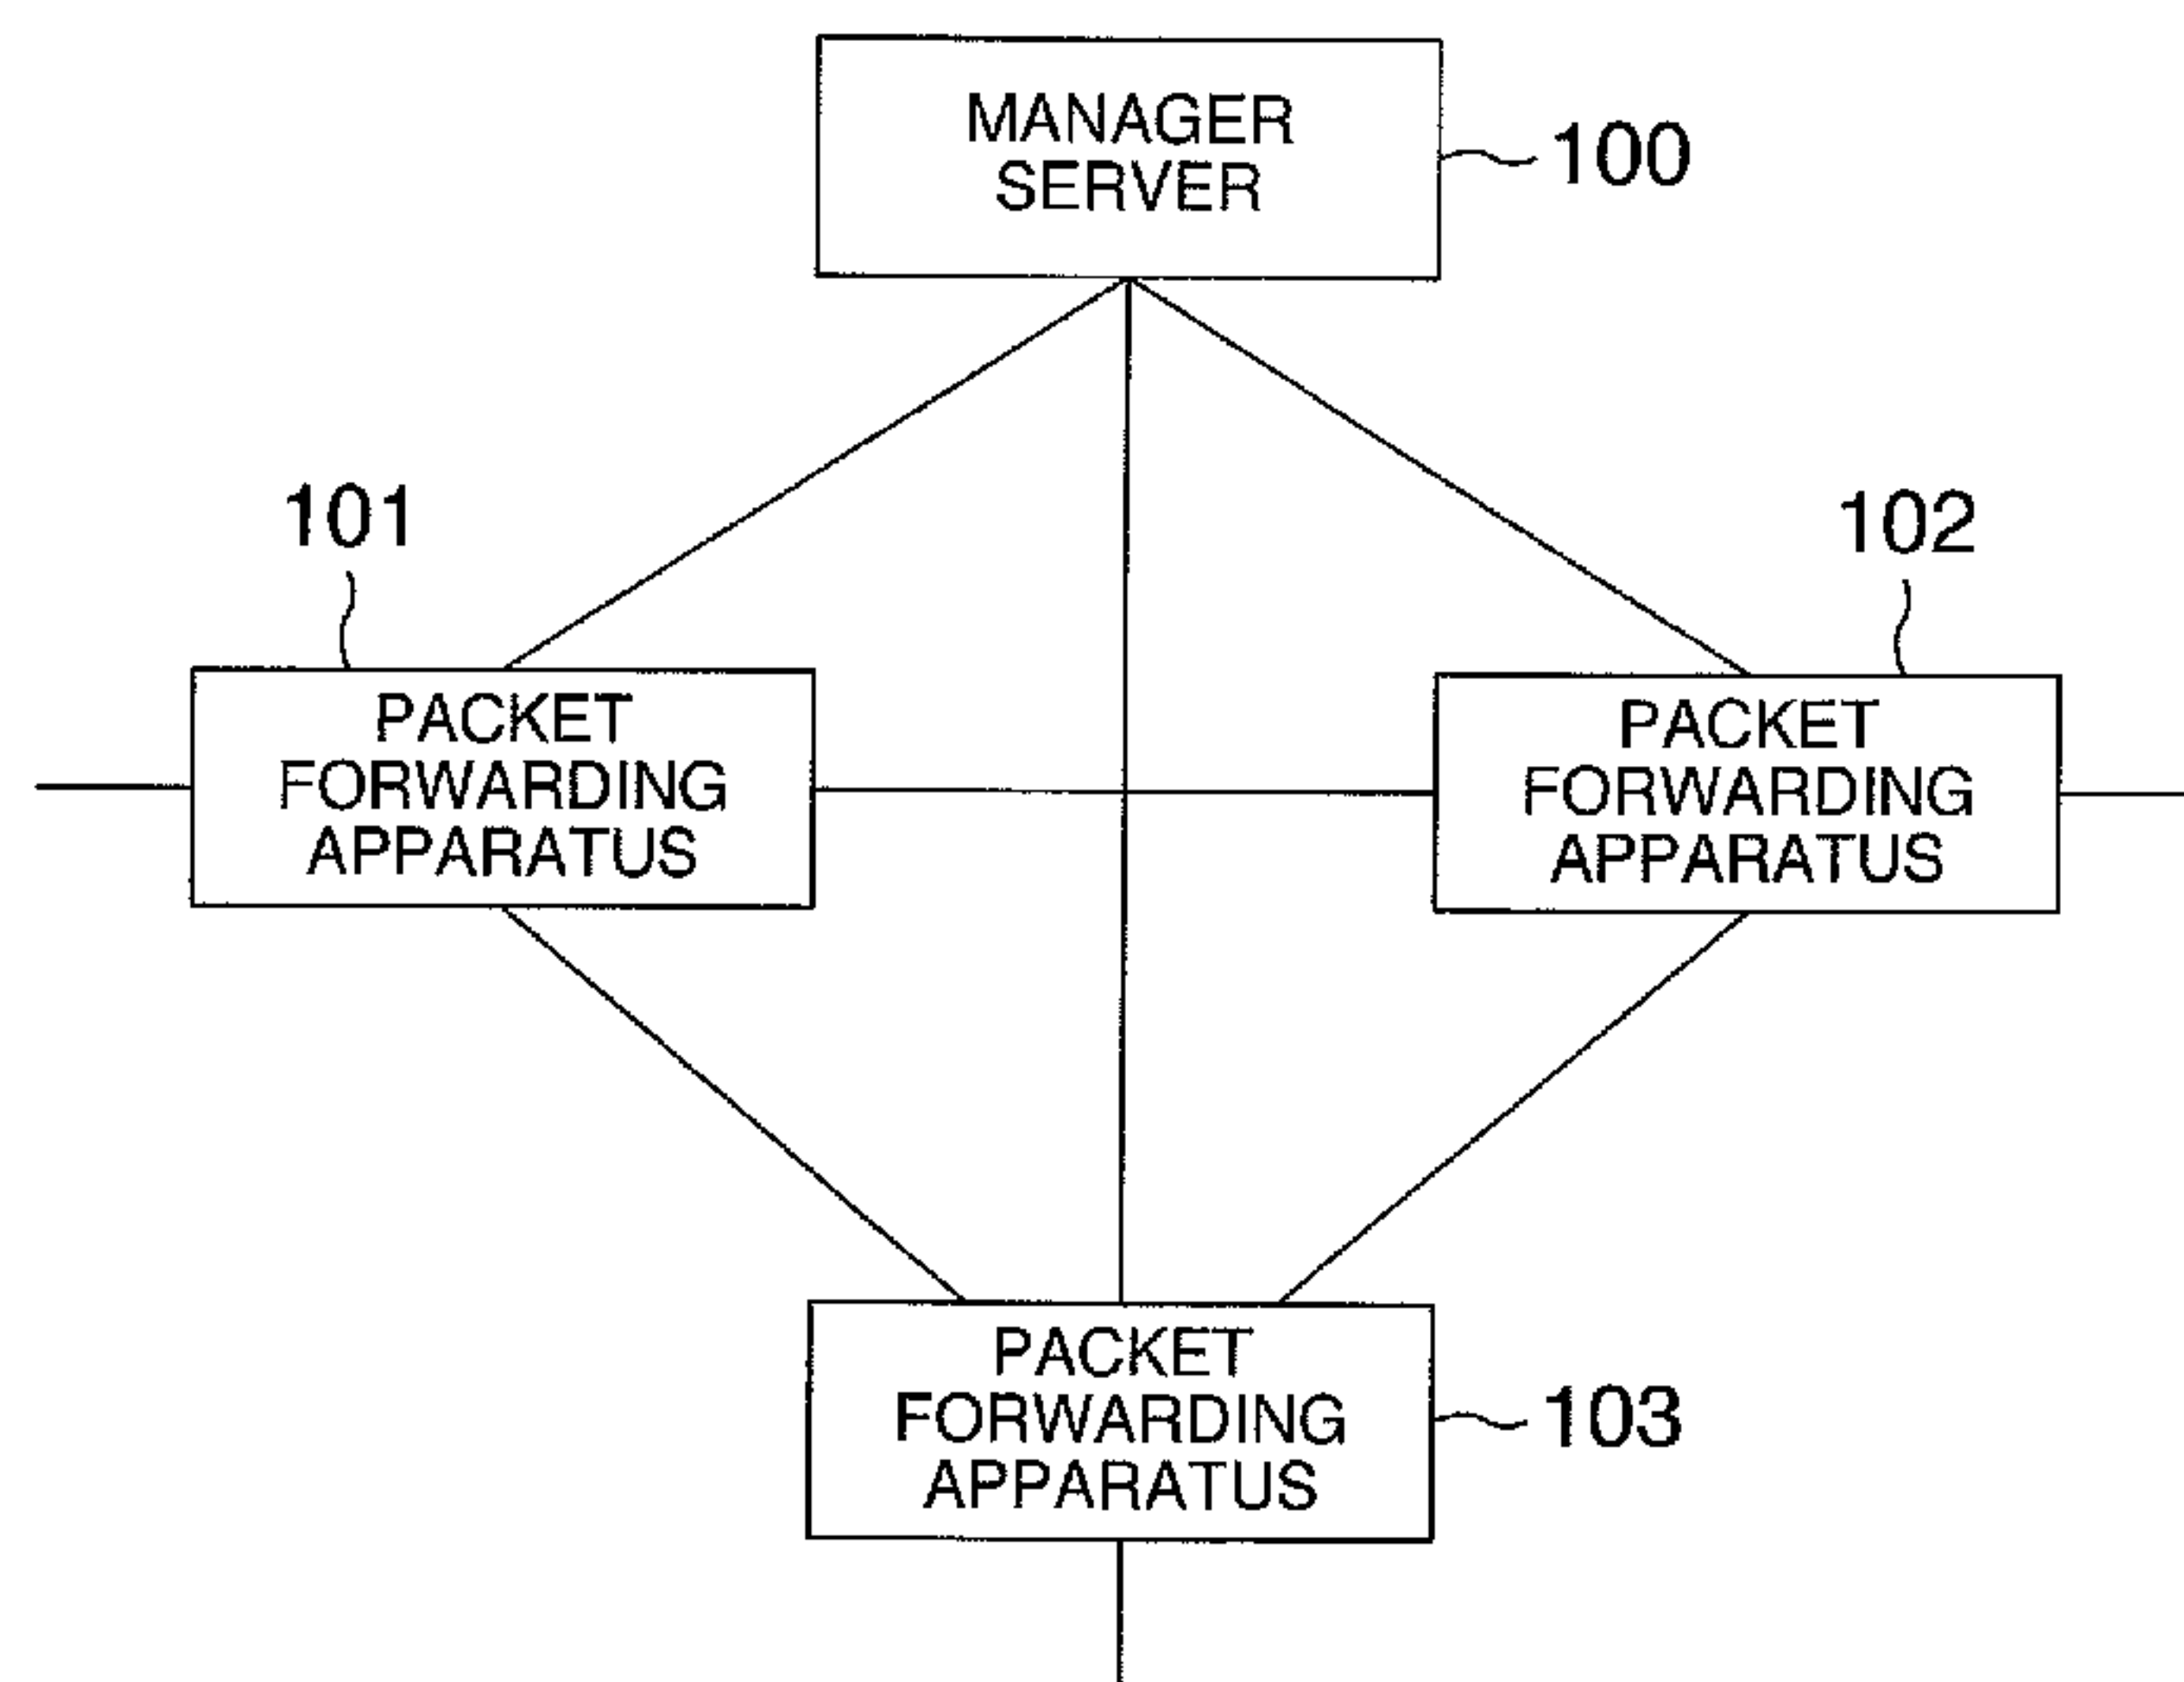 MANAGER
SERVER
100
101
102
PACKET
FORWARDING
APPARATUS
PACKET
FORWARDING
APPARATUS
PACKET
FORWARDING
APPARATUS
103